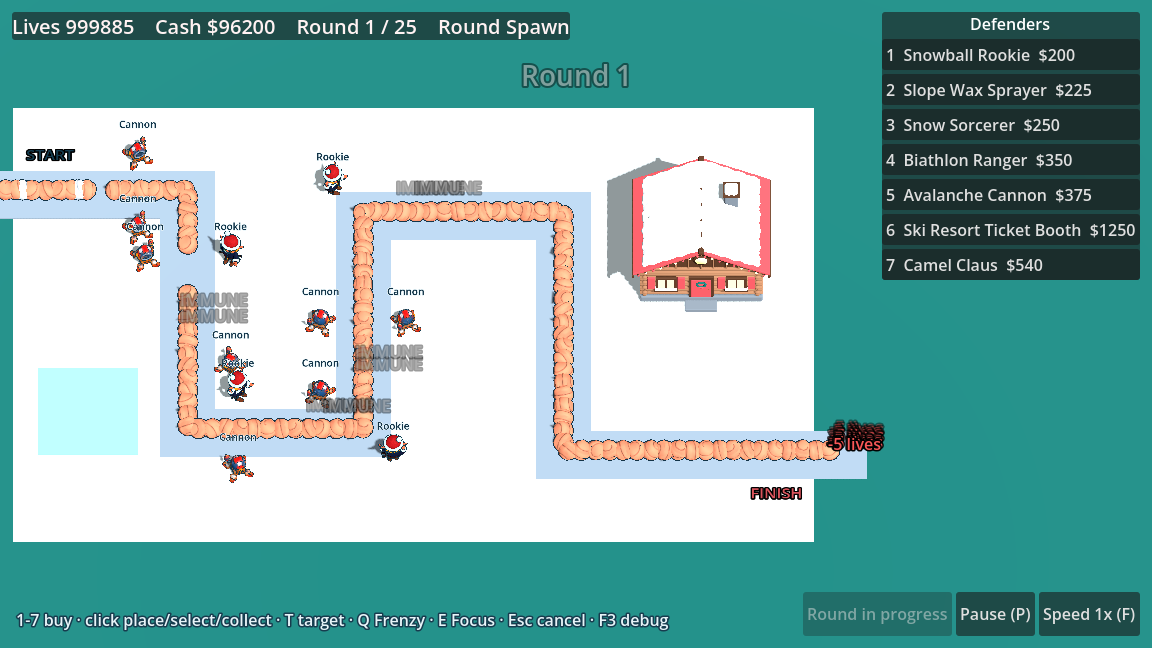 Lives 999885 Cash $96200 Round 1 / 25 Round Spawn
Defenders
1 Snowball Rookie $200
2 Slope Wax Sprayer $225
3 Snow Sorcerer $250
4 Biathlon Ranger $350
5 Avalanche Cannon $375
6 Ski Resort Ticket Booth $1250
7 Camel Claus $540
Round 1
Cannon
START
Rookie
IMMUNE
Cannon
Cannon
Rookie
IMMUNE
IMMUNE
Cannon
Cannon
Cannon
Rookie
Cannon
IMMUNE
IMMUNE
IMMUNE
Rookie
Cannon
-5 lives
FINISH
1-7 buy · click place/select/collect · T target · Q Frenzy · E Focus · Esc cancel · F3 debug
Round in progress
Pause (P)
Speed 1x (F)